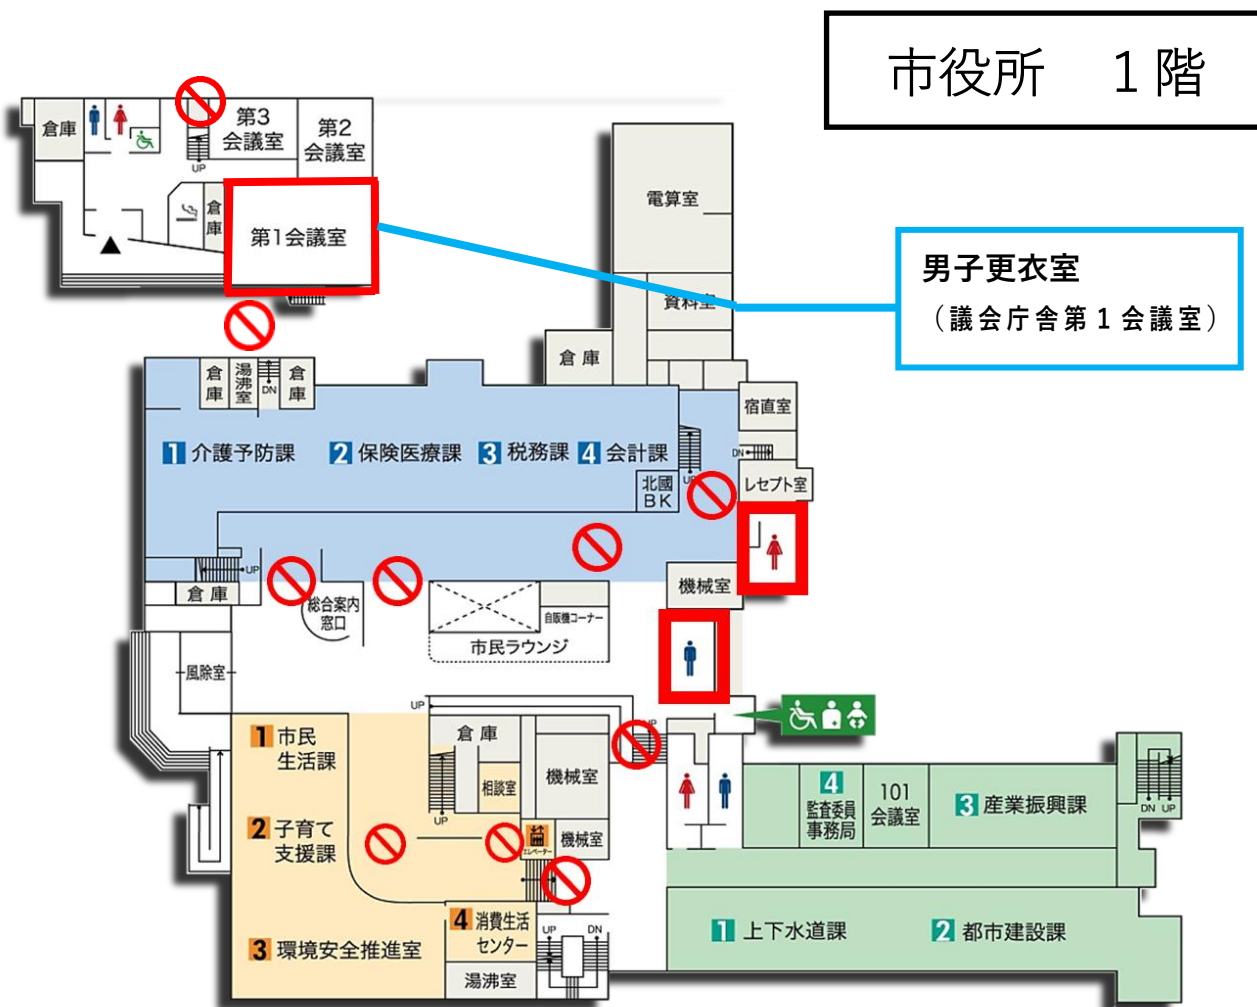 市役所　１階
倉庫
第3
会議室
第2
会議室
UP
倉
庫
第1会議室
男子更衣室
（議会庁舎第１会議室）
電算室
資料室
倉庫
倉
庫
湯
沸
室
DN
倉
庫
宿直室
1 介護予防課
2 保険医療課
3 税務課
4 会計課
DN
UP
北國
BK
レセプト室
UP
倉庫
総合案内
窓口
自販機コーナー
市民ラウンジ
機械室
風除室
UP
UP
1 市民
生活課
倉庫
相談室
機械室
UP
2 子育て
支援課
エレベーター
機械室
4
監査委員
事務局
101
会議室
3 産業振興課
DN UP
4 消費生活
センター
UP DN
3 環境安全推進室
湯沸室
1 上下水道課
2 都市建設課